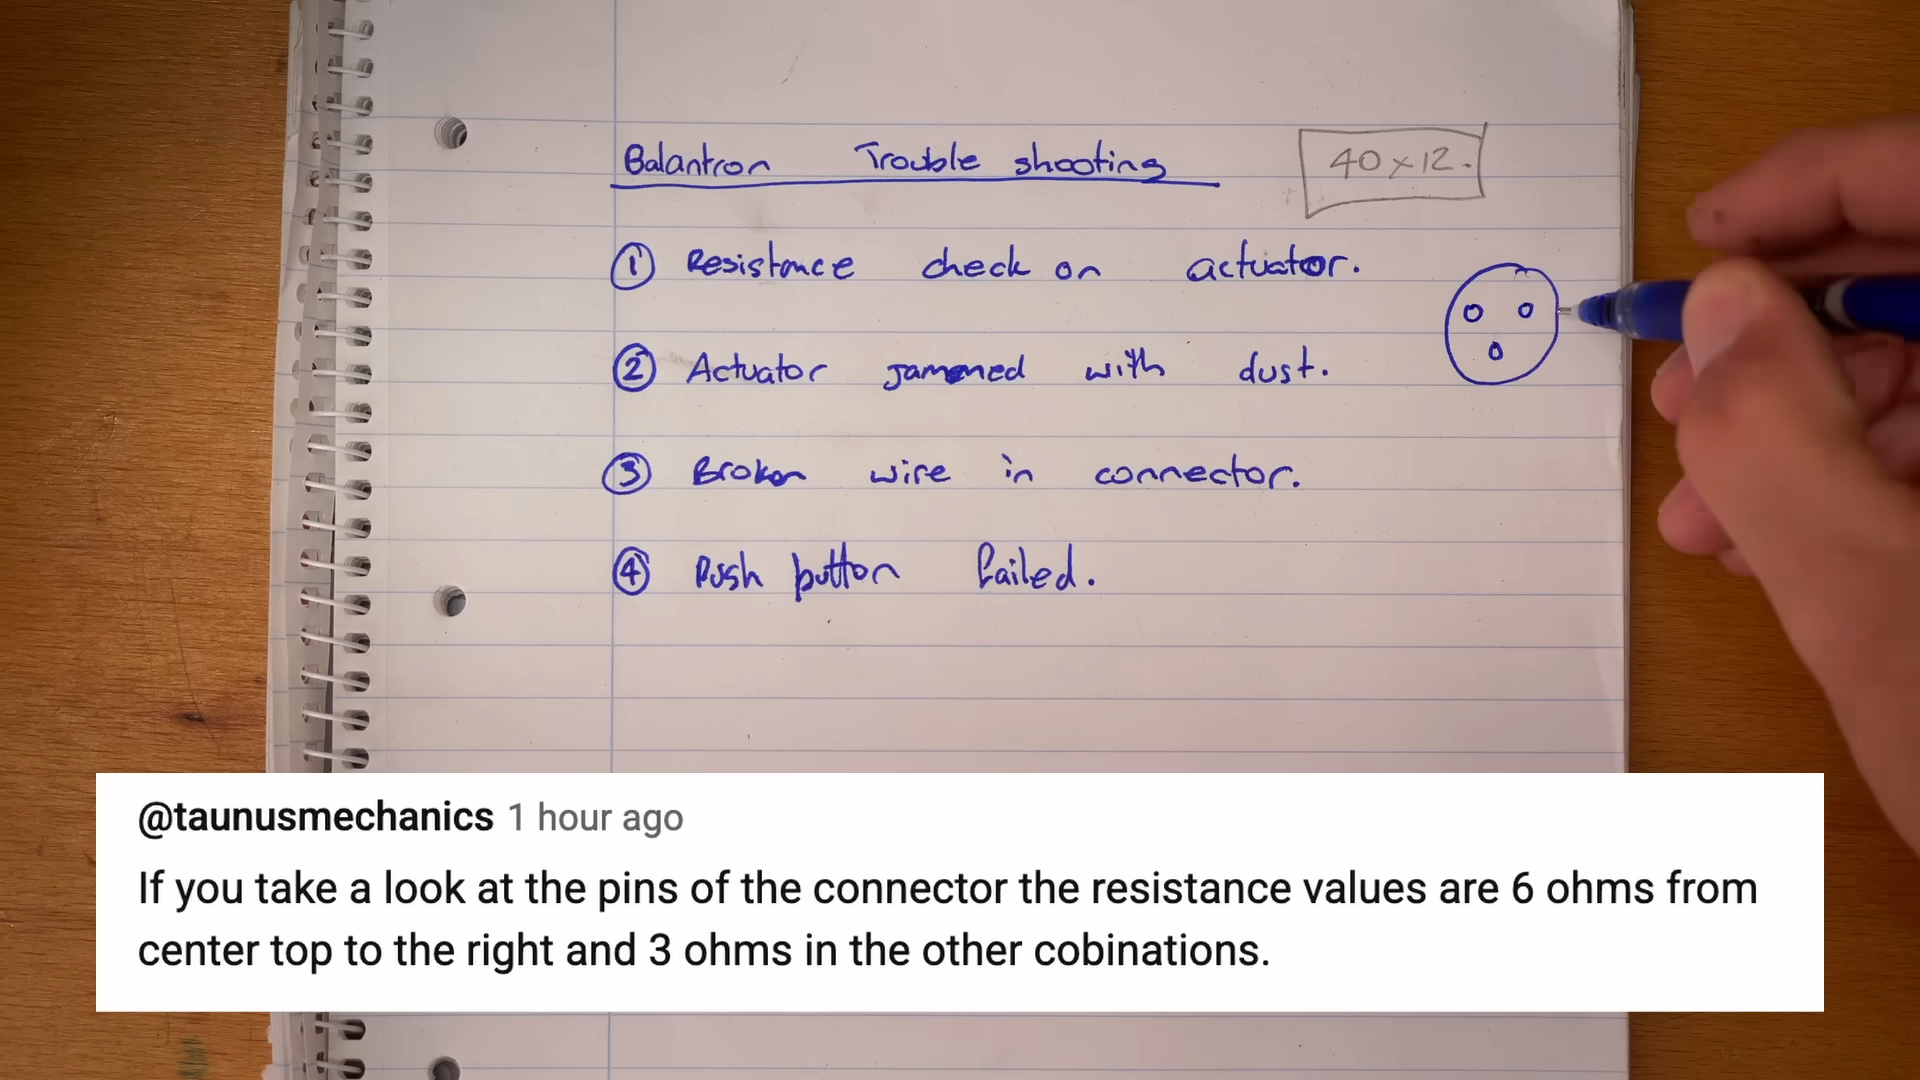 Balantron Trouble shooting
40 x 12.
① Resistance check on actuator.
② Actuator jammed with dust.
③ Broken wire in connector.
④ Push button failed.
@taunusmechanics 1 hour ago
If you take a look at the pins of the connector the resistance values are 6 ohms from
center top to the right and 3 ohms in the other cobinations.